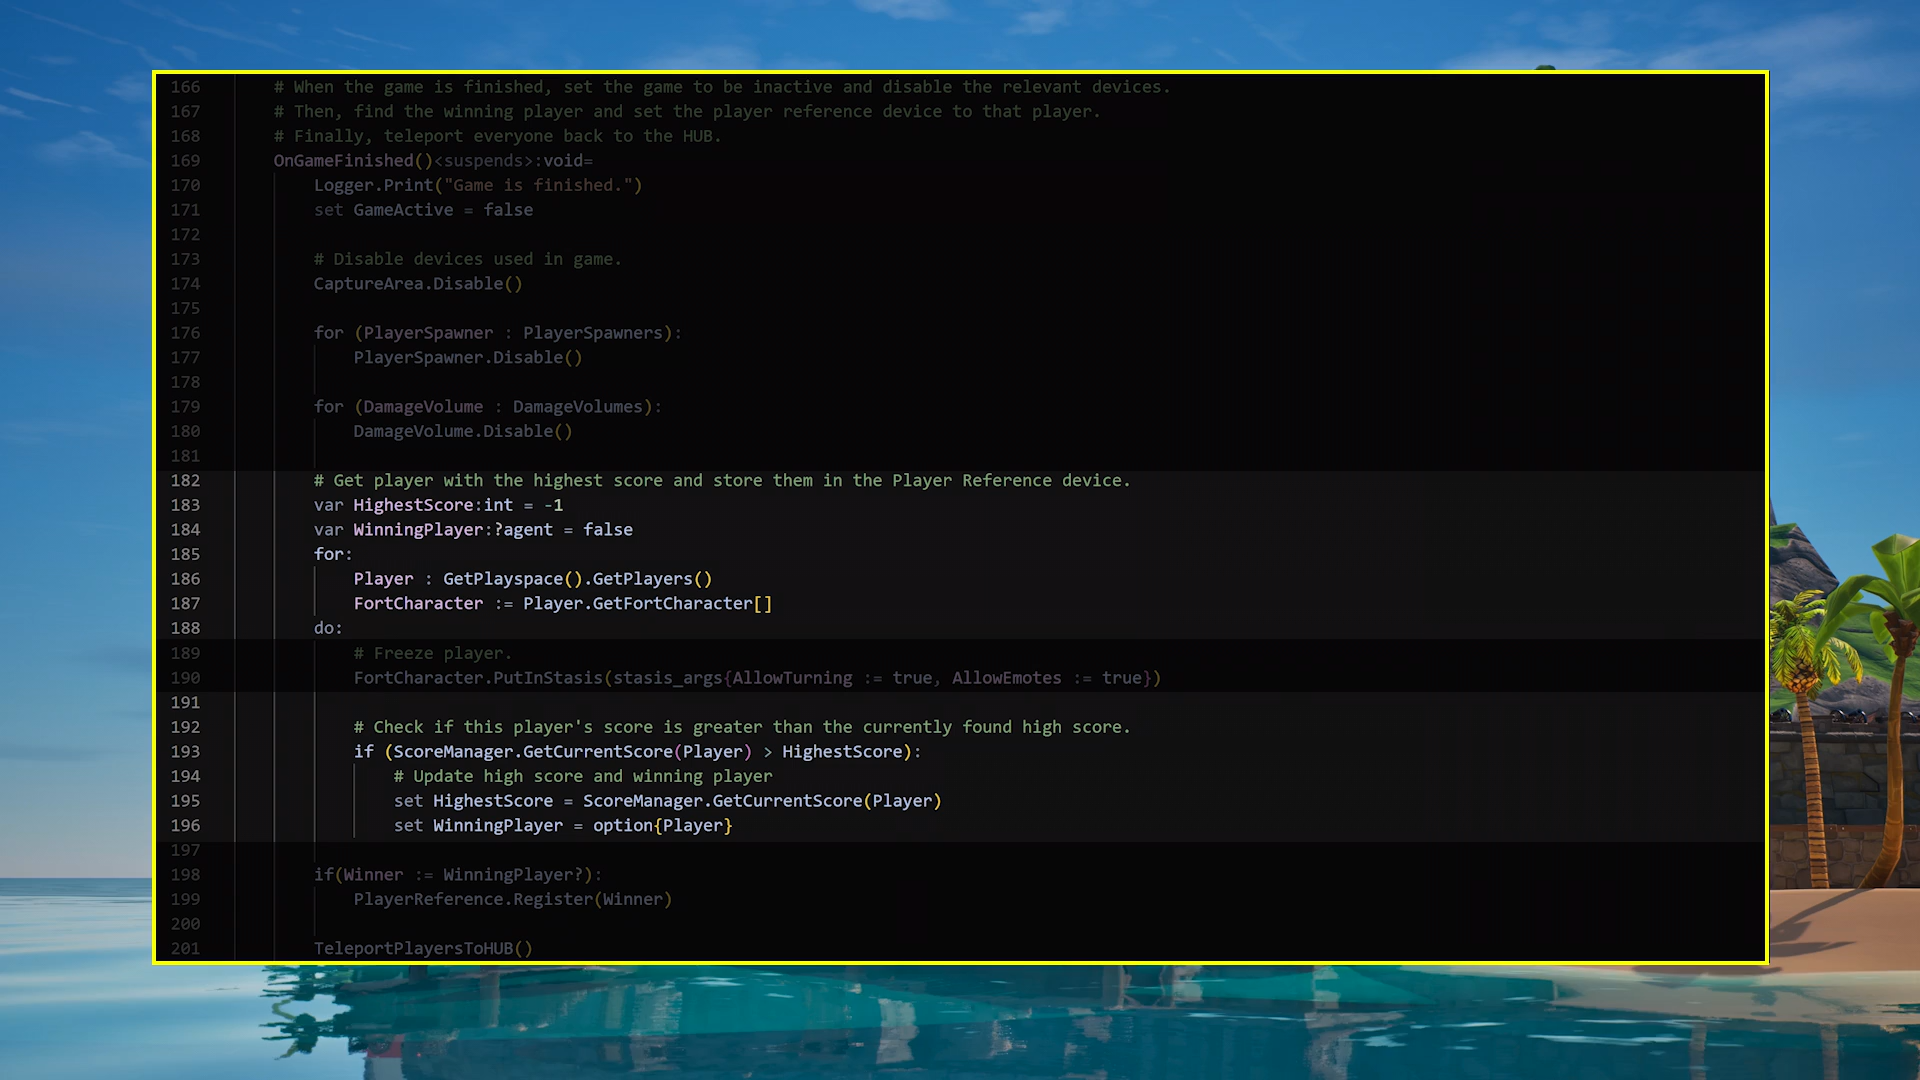 166 # When the game is finished, set the game to be inactive and disable the relevant devices.
167 # Then, find the winning player and set the player reference device to that player.
168 # Finally, teleport everyone back to the HUB.
169 OnGameFinished()<suspends>:void=
170 Logger.Print("Game is finished.")
171 set GameActive = false
172
173 # Disable devices used in game.
174 CaptureArea.Disable()
175
176 for (PlayerSpawner : PlayerSpawners):
177 PlayerSpawner.Disable()
178
179 for (DamageVolume : DamageVolumes):
180 DamageVolume.Disable()
181
182 # Get player with the highest score and store them in the Player Reference device.
183 var HighestScore:int = -1
184 var WinningPlayer:?agent = false
185 for:
186 Player : GetPlayspace().GetPlayers()
187 FortCharacter := Player.GetFortCharacter[]
188 do:
189 # Freeze player.
190 FortCharacter.PutInStasis(stasis_args{AllowTurning := true, AllowEmotes := true})
191
192 # Check if this player's score is greater than the currently found high score.
193 if (ScoreManager.GetCurrentScore(Player) > HighestScore):
194 # Update high score and winning player
195 set HighestScore = ScoreManager.GetCurrentScore(Player)
196 set WinningPlayer = option{Player}
197
198 if(Winner := WinningPlayer?):
199 PlayerReference.Register(Winner)
200
201 TeleportPlayersToHUB()